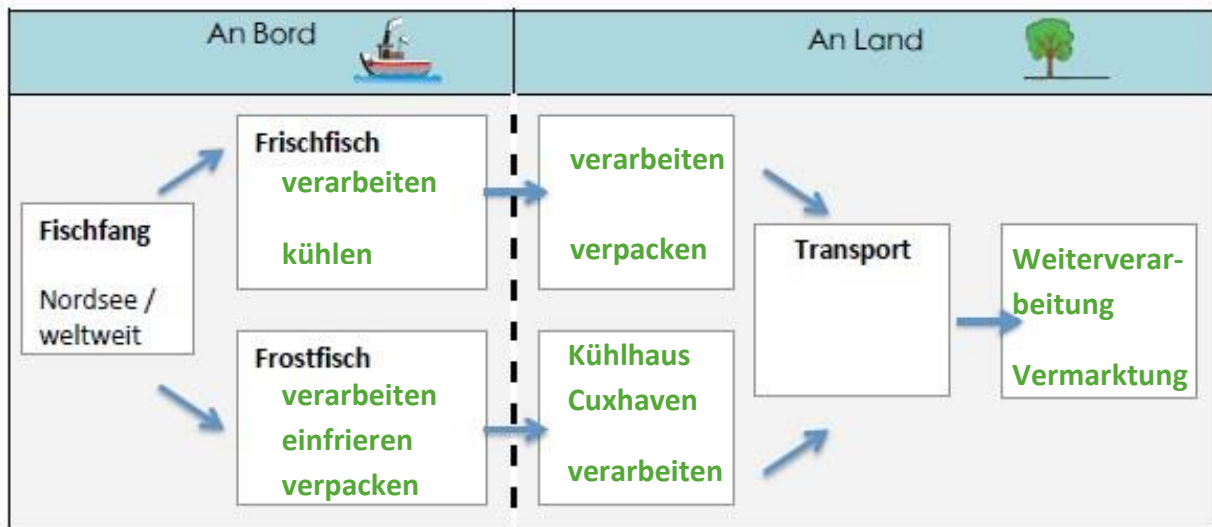 An Bord
An Land
Fischfang
Nordsee /
weltweit
Frischfisch
verarbeiten
kühlen
Frostfisch
verarbeiten
einfrieren
verpacken
verarbeiten
verpacken
Kühlhaus
Cuxhaven
verarbeiten
Transport
Weiterverar-
beitung
Vermarktung